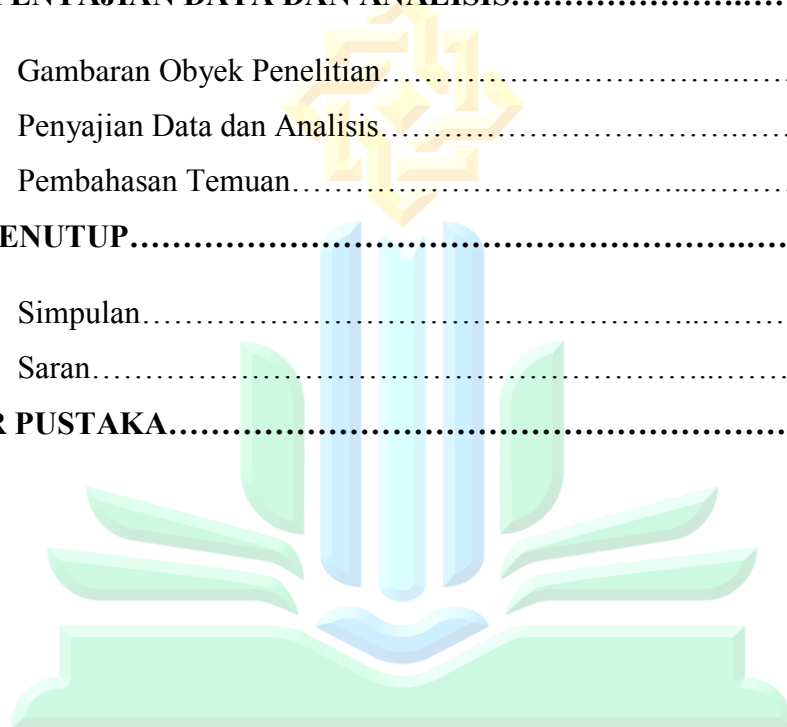 PENYAJIAN DATA DAN ANALISIS…………………..…
Gambaran Obyek Penelitian…………………………….…
Penyajian Data dan Analisis…………………………….…
Pembahasan Temuan………………………………...………
ENUTUP…………………………………………………..…
Simpulan……………………………………………..………
Saran…………………………………………………..………
R PUSTAKA……………………………………………………